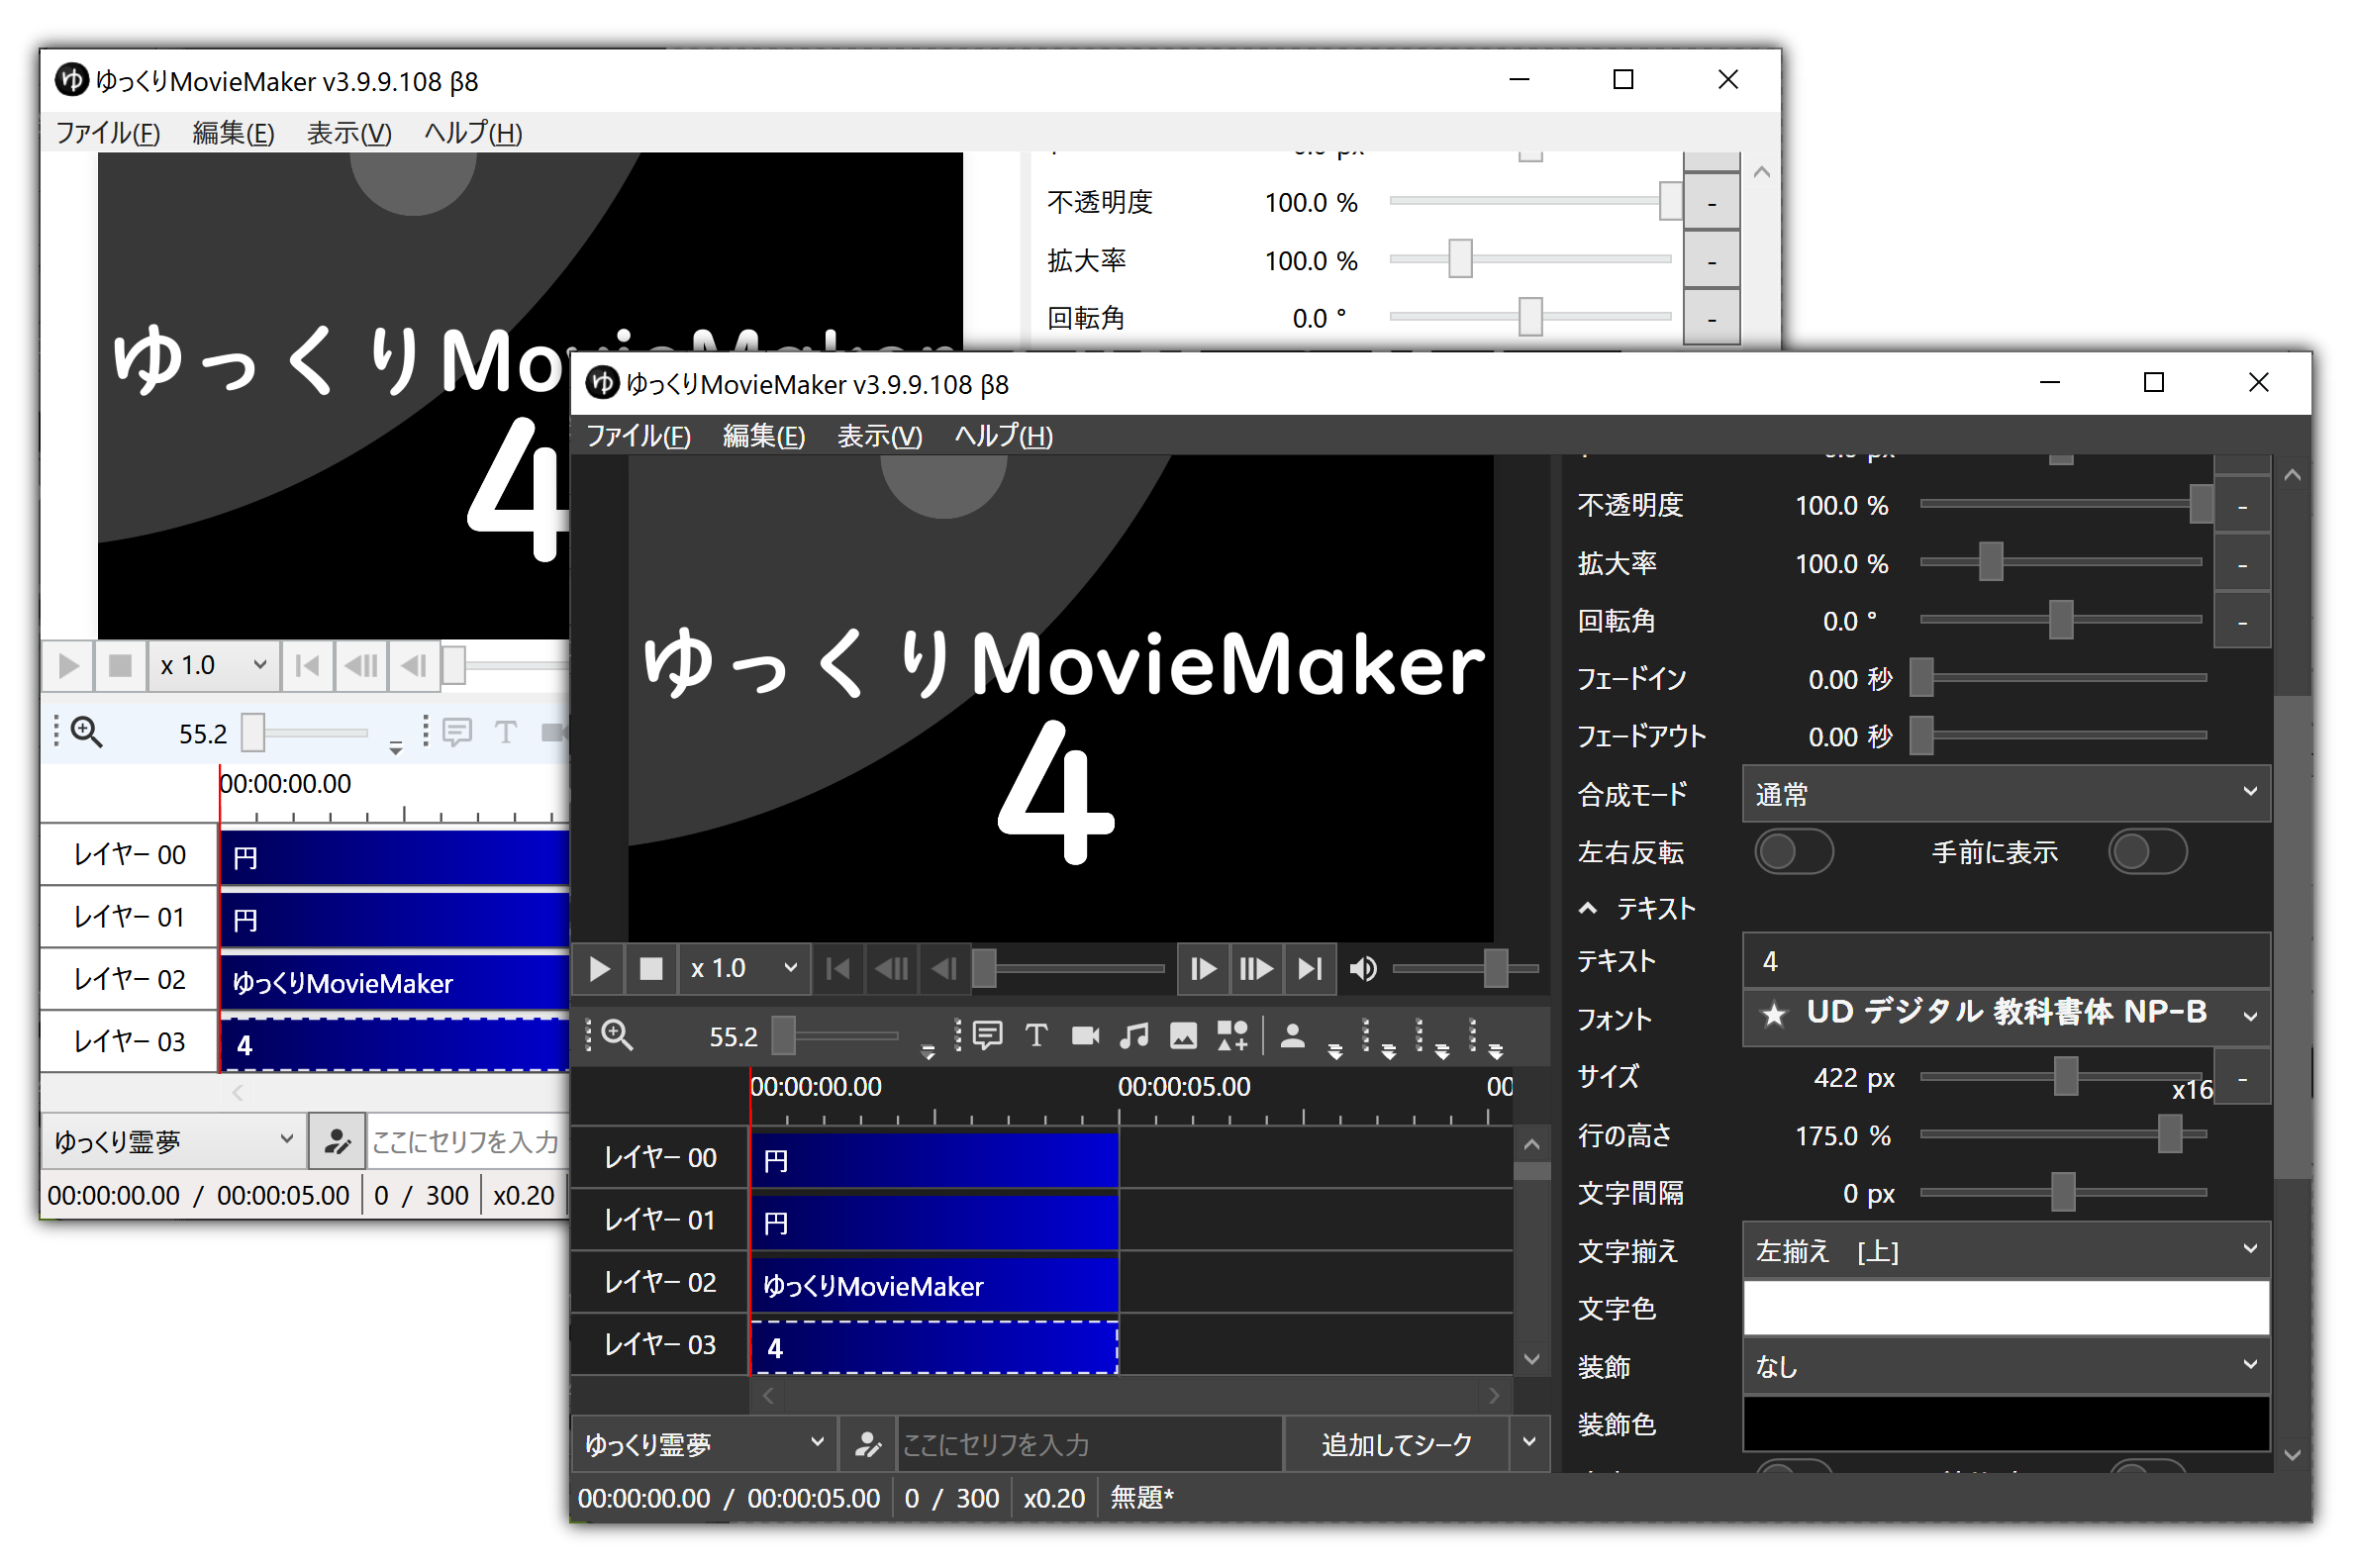 ゆっくりMovieMaker v3.9.9.108 β8
ファイル(F) 編集(E) 表示(V) ヘルプ(H)
不透明度 100.0 % -
拡大率 100.0 % -
回転角 0.0 ° -
ゆっくりMo
4
x 1.0
55.2
00:00:00.00
レイヤー 00 円
レイヤー 01 円
レイヤー 02 ゆっくりMovieMaker
レイヤー 03 4
ゆっくり霊夢 ここにセリフを入力
00:00:00.00 / 00:00:05.00 0 / 300 x0.20
ゆっくりMovieMaker v3.9.9.108 β8
ファイル(F) 編集(E) 表示(V) ヘルプ(H)
ゆっくりMovieMaker
4
x 1.0
55.2
00:00:00.00 00:00:05.00 00
レイヤー 00 円
レイヤー 01 円
レイヤー 02 ゆっくりMovieMaker
レイヤー 03 4
ゆっくり霊夢 ここにセリフを入力 追加してシーク
00:00:00.00 / 00:00:05.00 0 / 300 x0.20 無題*
不透明度 100.0 % -
拡大率 100.0 % -
回転角 0.0 ° -
フェードイン 0.00 秒
フェードアウト 0.00 秒
合成モード 通常
左右反転 手前に表示
テキスト
テキスト 4
フォント ★ UD デジタル 教科書体 NP-B
サイズ 422 px x16 -
行の高さ 175.0 %
文字間隔 0 px
文字揃え 左揃え [上]
文字色
装飾 なし
装飾色